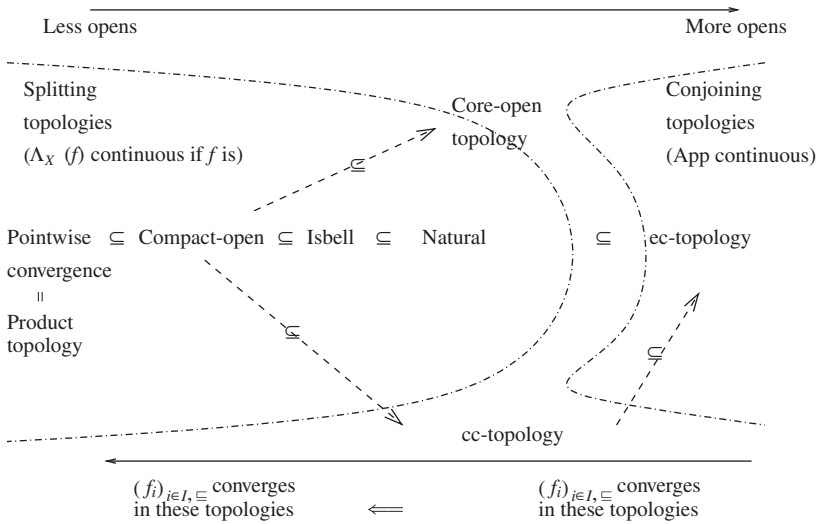 Less opens
More opens
Splitting
topologies
(Λ_X (f) continuous if f is)
Core-open
topology
Conjoining
topologies
(App continuous)
⊆
Pointwise ⊆ Compact-open ⊆ Isbell ⊆ Natural ⊆ ec-topology
convergence
=
Product
topology
⊆
⊆
cc-topology
(f_i)_{i∈I, ⊑} converges
in these topologies
⟸
(f_i)_{i∈I, ⊑} converges
in these topologies